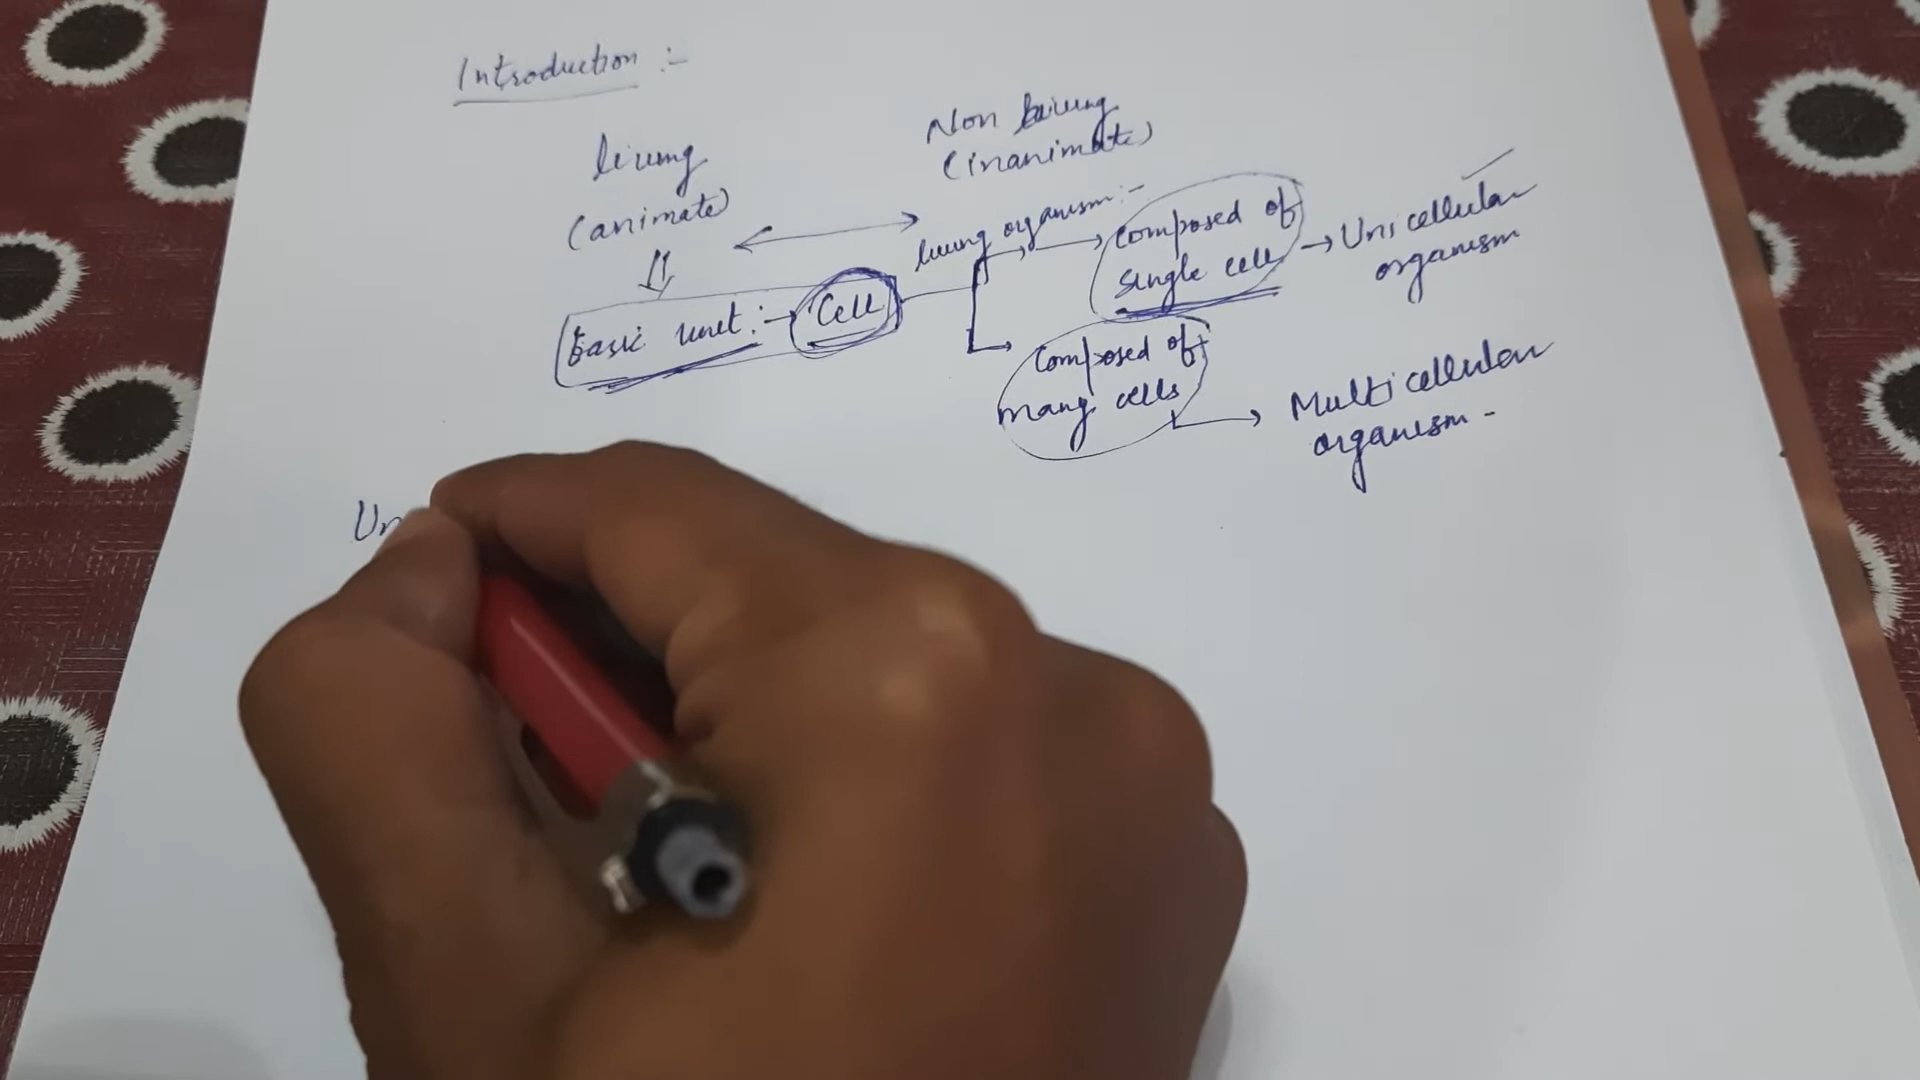 Introduction :-
living
(animate)
Non living
(inanimate)
Basic unit :- Cell
living organism :-
Composed of
single cell
Unicellular
organism
Composed of
many cells
Multicellular
organism -
Un